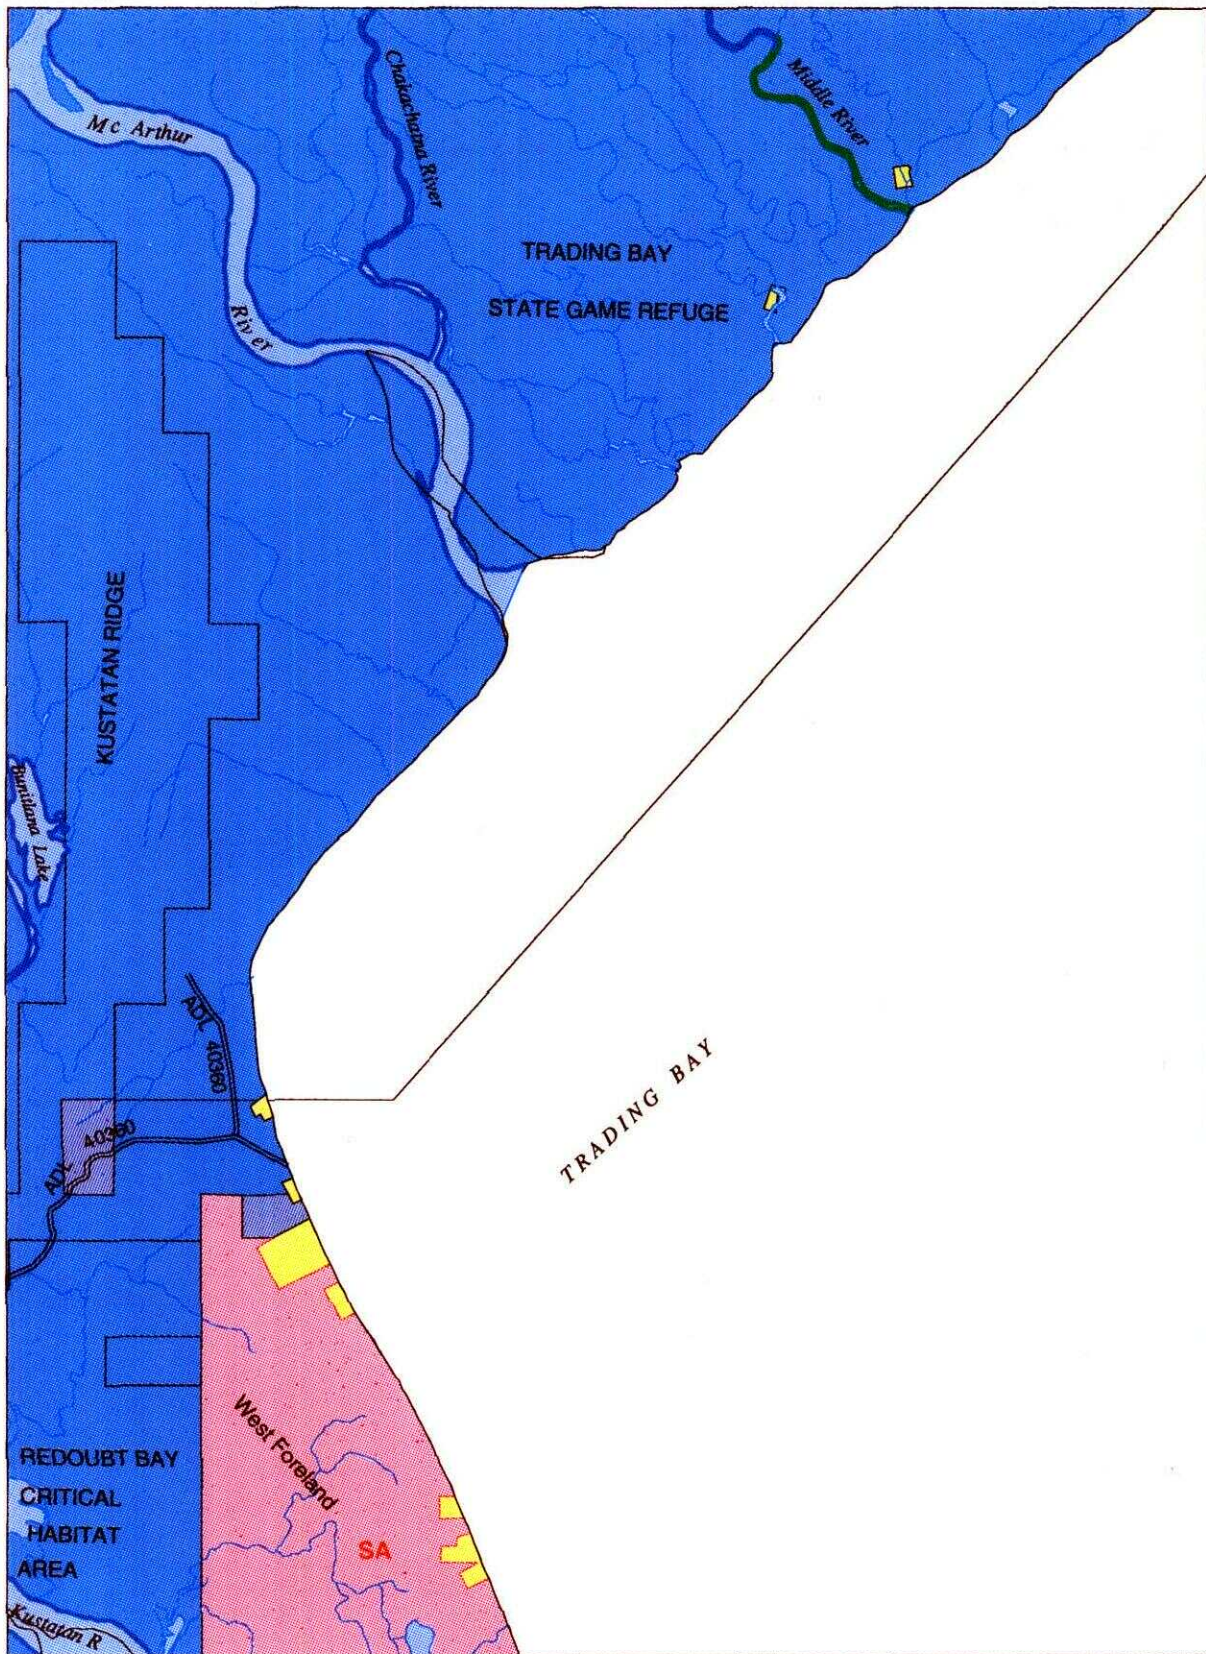 Mc Arthur
Chakachatna River
Middle River
TRADING BAY
STATE GAME REFUGE
River
KUSTATAN RIDGE
Bunitlana Lake
ADL 40360
TRADING BAY
ADL 40360
West Foreland
REDOUBT BAY
CRITICAL
HABITAT
AREA
SA
Kustatan R